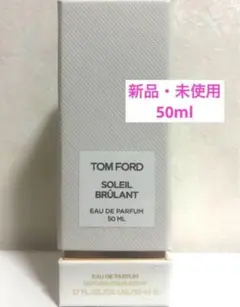 新品・未使用
50ml
TOM FORD
SOLEIL
BRÛLANT
EAU DE PARFUM
50 ML
EAU DE PARFUM